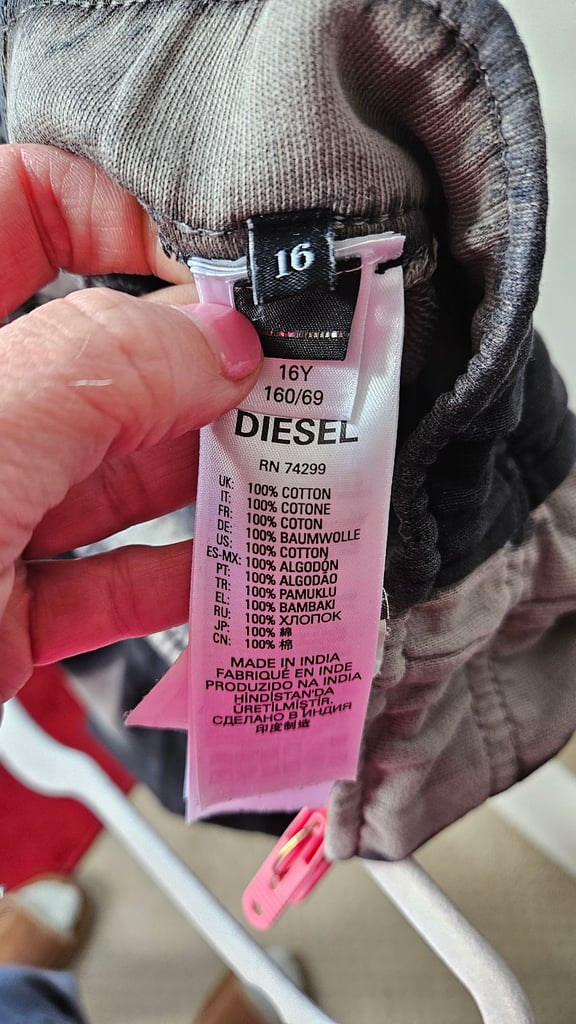 16
16Y
160/69
DIESEL
RN 74299
UK: 100% COTTON
IT: 100% COTONE
FR: 100% COTON
DE: 100% BAUMWOLLE
US: 100% COTTON
ES-MX: 100% ALGODÓN
PT: 100% ALGODÃO
TR: 100% PAMUKLU
EL: 100% BAMBAKI
RU: 100% ХЛОПОК
JP: 100% 綿
CN: 100% 棉
MADE IN INDIA
FABRIQUÉ EN INDE
PRODUZIDO NA INDIA
HİNDİSTAN'DA
ÜRETİLMİŞTİR.
СДЕЛАНО В ИНДИЯ
印度制造